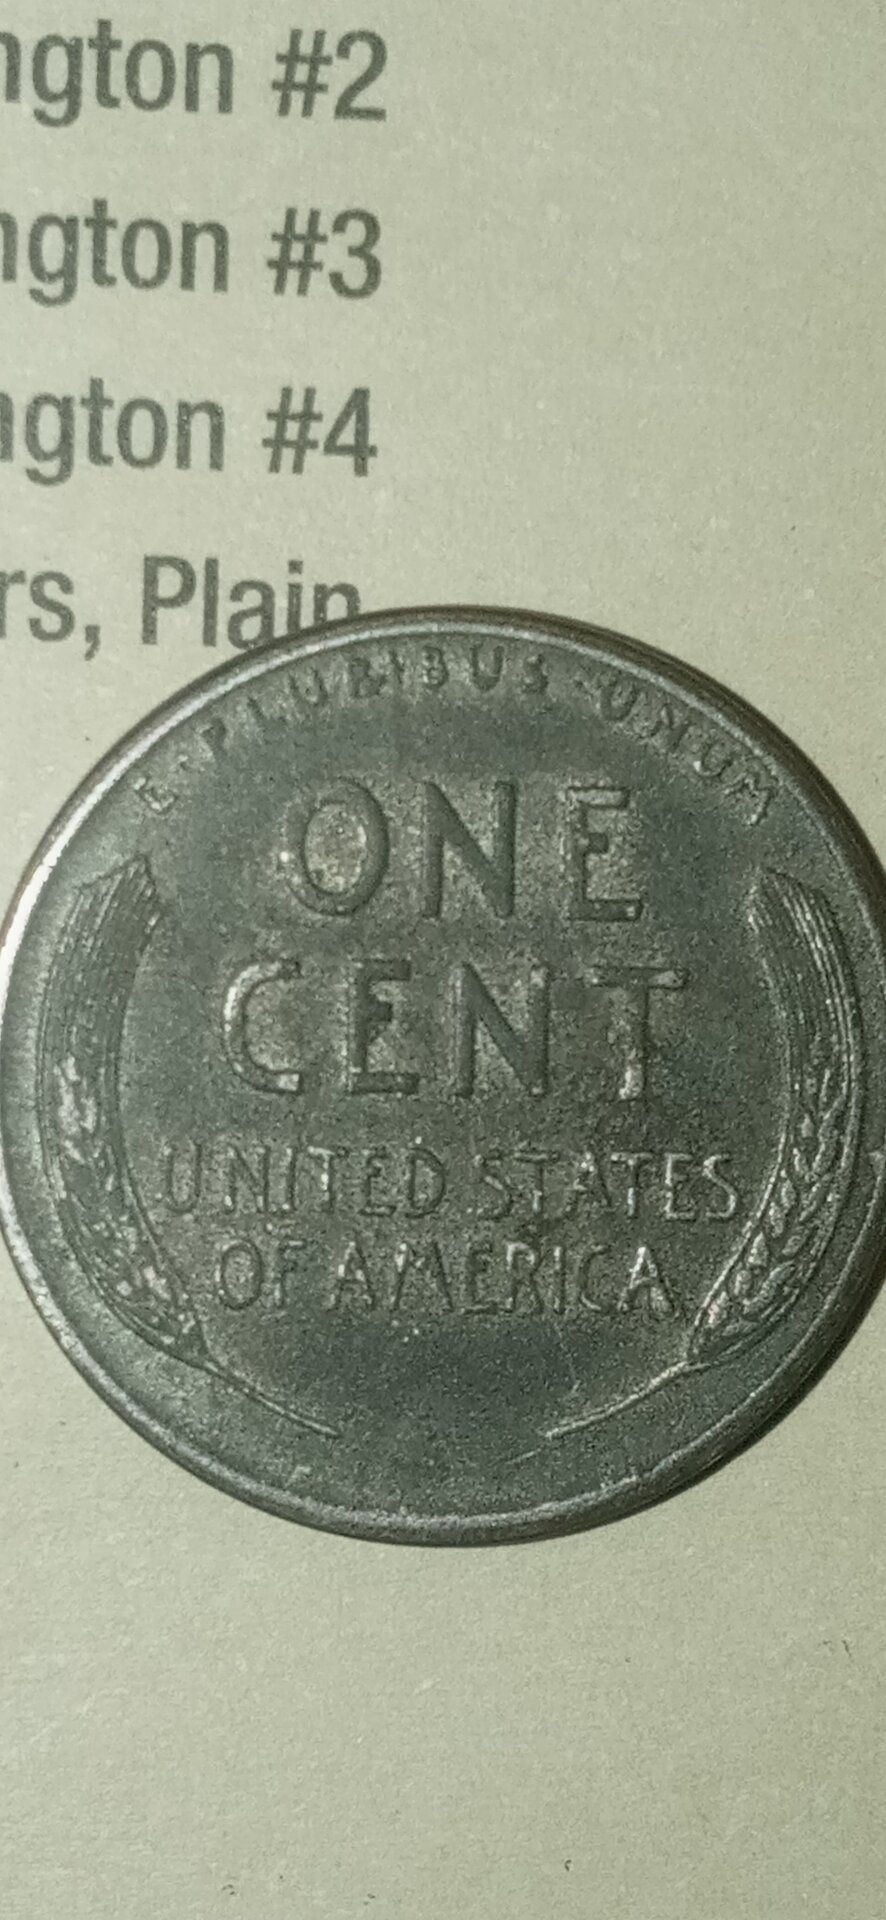 ngton #2
ngton #3
ngton #4
rs, Plain
E·PLURIBUS·UNUM
ONE
CENT
UNITED STATES
OF AMERICA